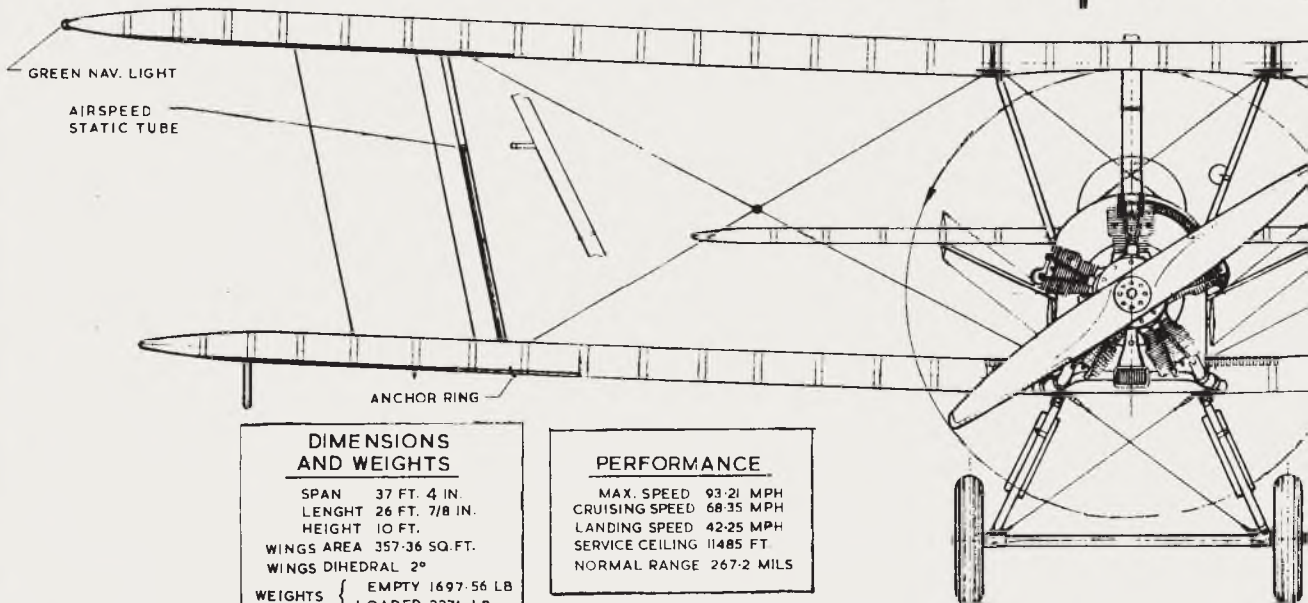 GREEN NAV. LIGHT
AIRSPEED
STATIC TUBE
ANCHOR RING
DIMENSIONS
AND WEIGHTS
SPAN 37 FT. 4 IN.
LENGHT 26 FT. 7/8 IN.
HEIGHT 10 FT.
WINGS AREA 357·36 SQ.FT.
WINGS DIHEDRAL 2°
WEIGHTS { EMPTY 1697·56 LB
PERFORMANCE
MAX. SPEED 93·21 MPH
CRUISING SPEED 68·35 MPH
LANDING SPEED 42·25 MPH
SERVICE CEILING 11485 FT.
NORMAL RANGE 267·2 MILS